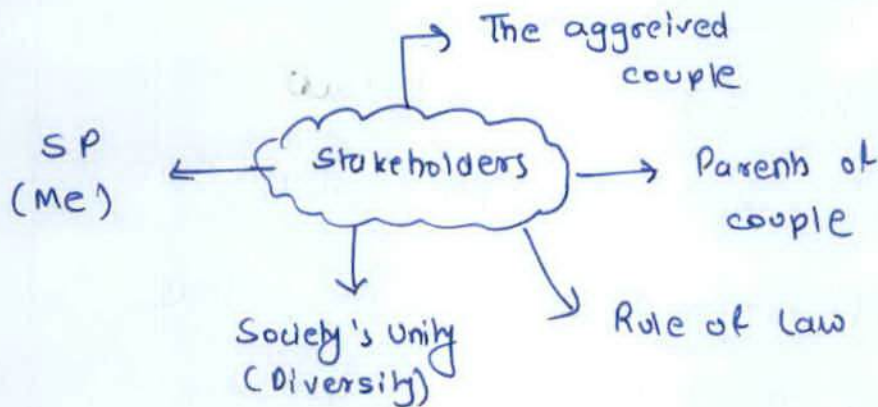 The aggreived
couple
Stakeholders
SP
(Me)
Parents of
couple
Rule of law
Society's Unity
(Diversity)